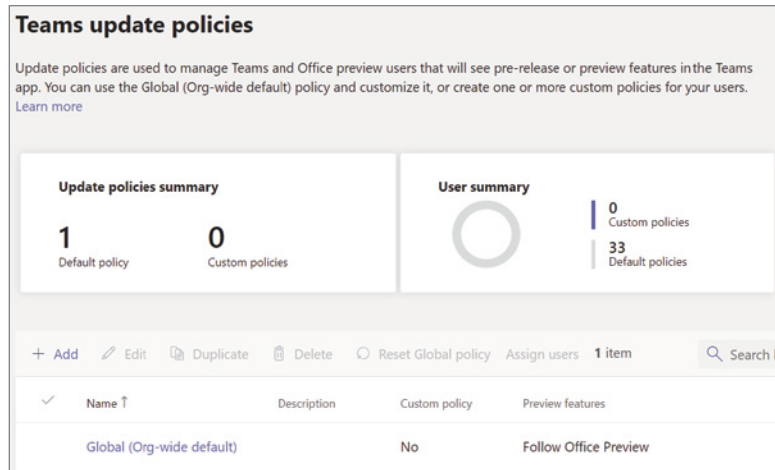 Teams update policies
Update policies are used to manage Teams and Office preview users that will see pre-release or preview features in the Teams
app. You can use the Global (Org-wide default) policy and customize it, or create one or more custom policies for your users.
Learn more
Update policies summary
1
Default policy
0
Custom policies
User summary
0
Custom policies
33
Default policies
+ Add Edit Duplicate Delete Reset Global policy Assign users 1 item Search
Name ↑ Description Custom policy Preview features
Global (Org-wide default) No Follow Office Preview